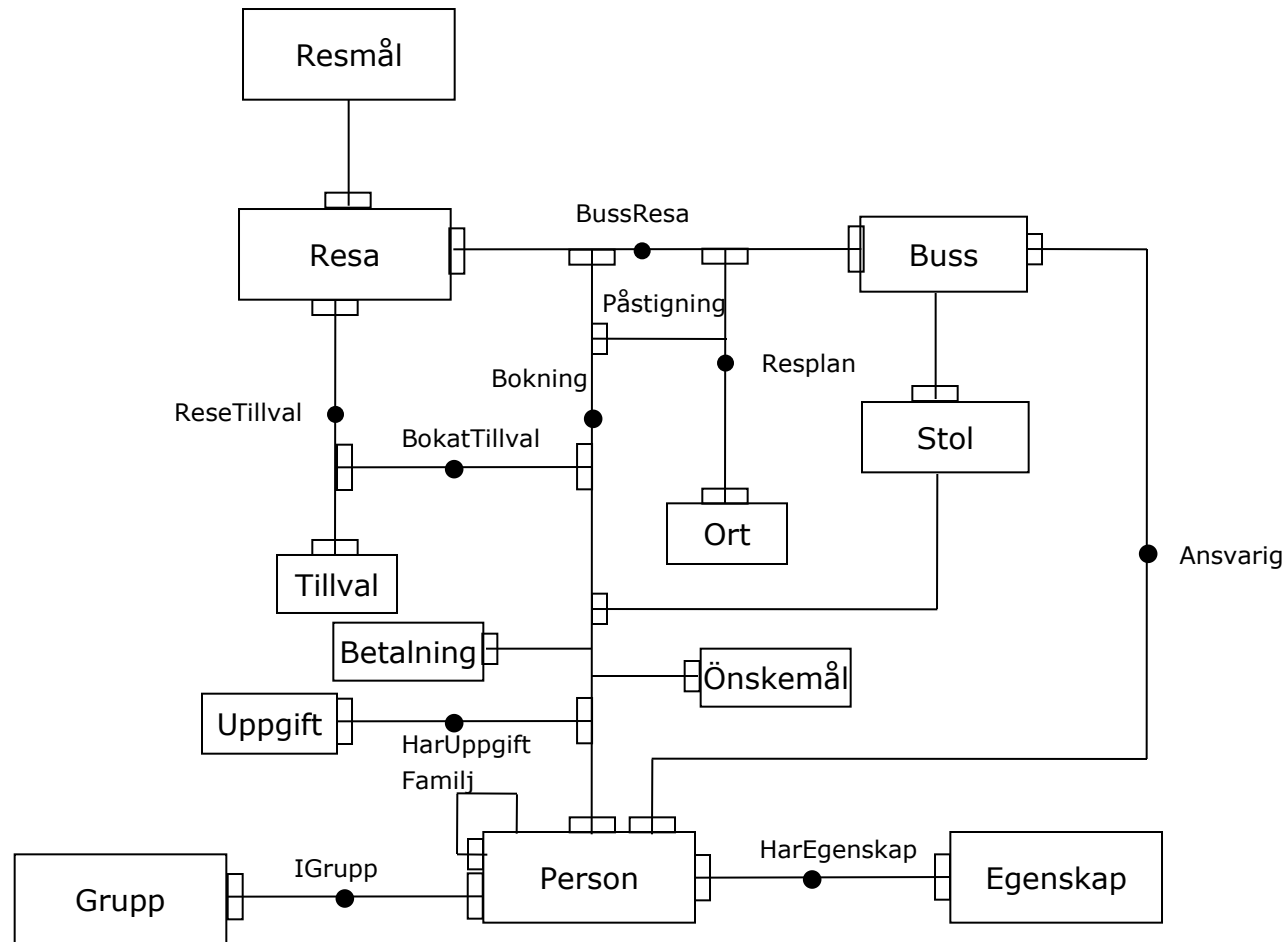 Resmål
BussResa
Resa
Buss
Påstigning
Resplan
Bokning
ReseTillval
BokatTillval
Stol
Ort
Ansvarig
Tillval
Betalning
Önskemål
Uppgift
HarUppgift
Familj
HarEgenskap
IGrupp
Person
Egenskap
Grupp